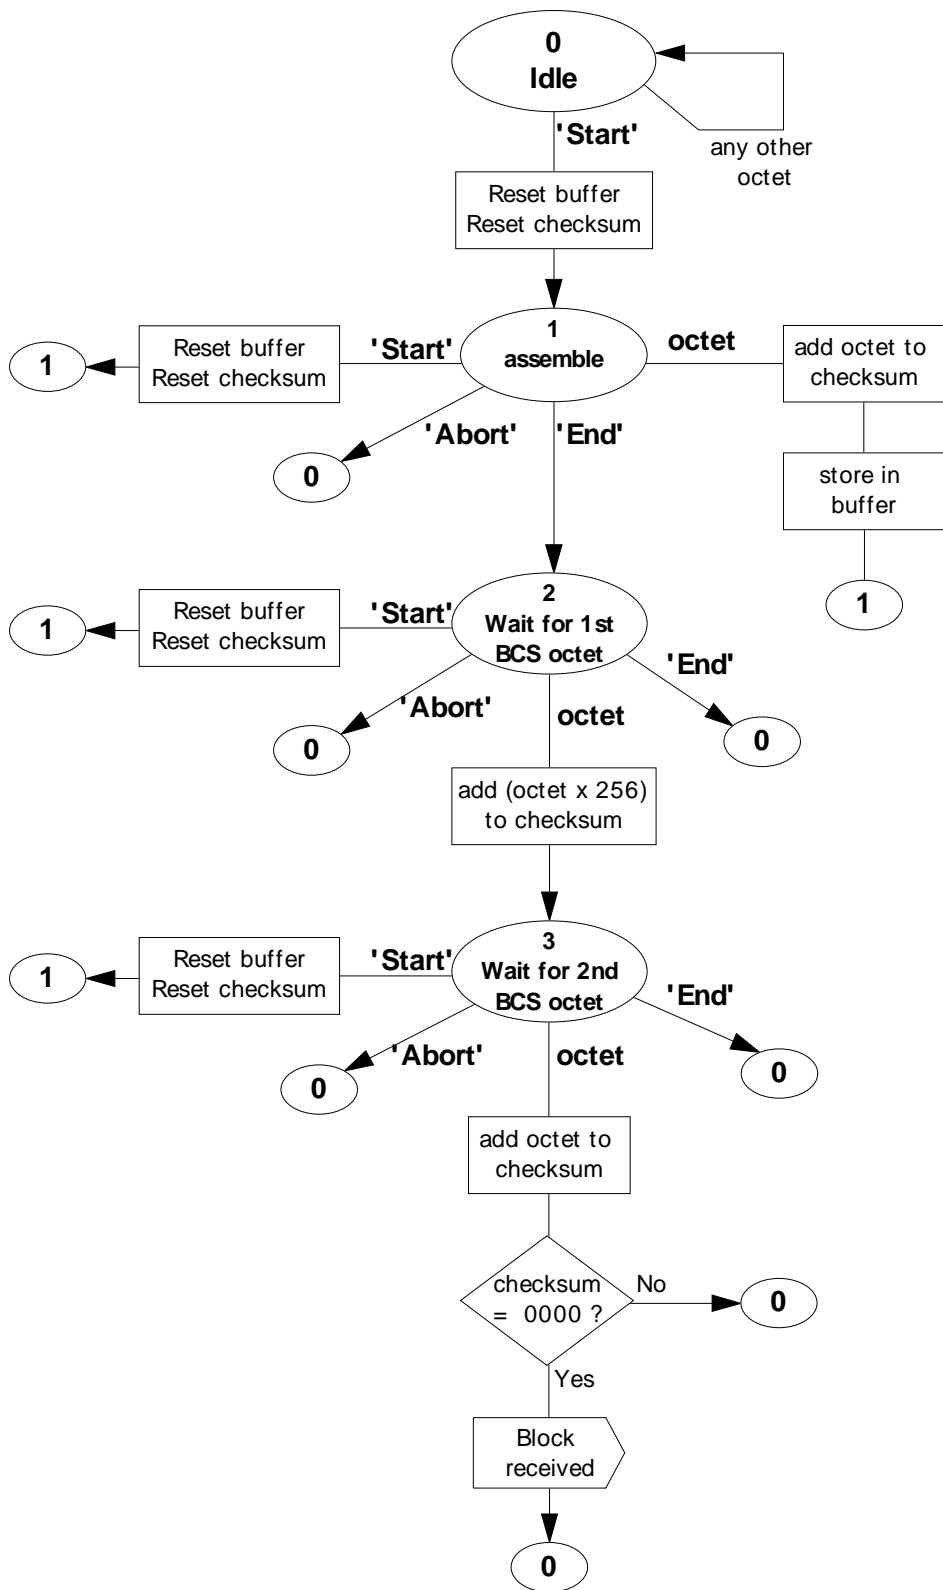 0
Idle
'Start'
any other
octet
Reset buffer
Reset checksum
1
Reset buffer
Reset checksum
'Start'
1
assemble
octet
add octet to
checksum
'Abort'
'End'
0
store in
buffer
1
1
Reset buffer
Reset checksum
'Start'
2
Wait for 1st
BCS octet
'End'
'Abort'
octet
0
0
add (octet x 256)
to checksum
1
Reset buffer
Reset checksum
'Start'
3
Wait for 2nd
BCS octet
'End'
'Abort'
octet
0
0
add octet to
checksum
checksum
= 0000 ?
No
0
Yes
Block
received
0